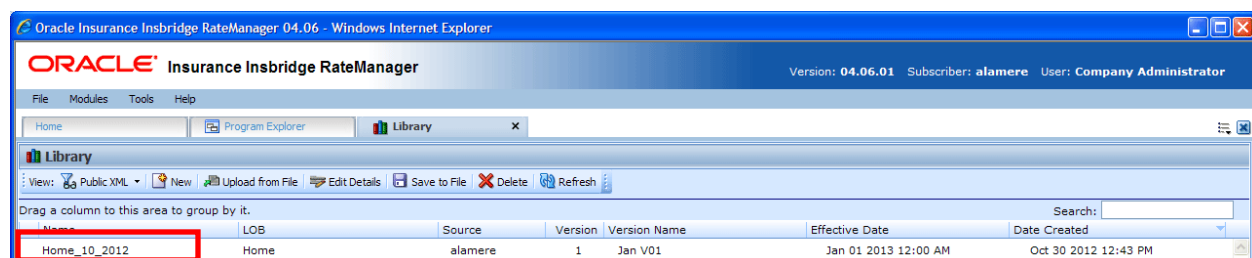 Oracle Insurance Insbridge RateManager 04.06 - Windows Internet Explorer
ORACLE Insurance Insbridge RateManager
Version: 04.06.01 Subscriber: alamere User: Company Administrator
File Modules Tools Help
Home Program Explorer Library
Library
View: Public XML New Upload from File Edit Details Save to File Delete Refresh
Drag a column to this area to group by it. Search:
Name LOB Source Version Version Name Effective Date Date Created
Home_10_2012 Home alamere 1 Jan V01 Jan 01 2013 12:00 AM Oct 30 2012 12:43 PM